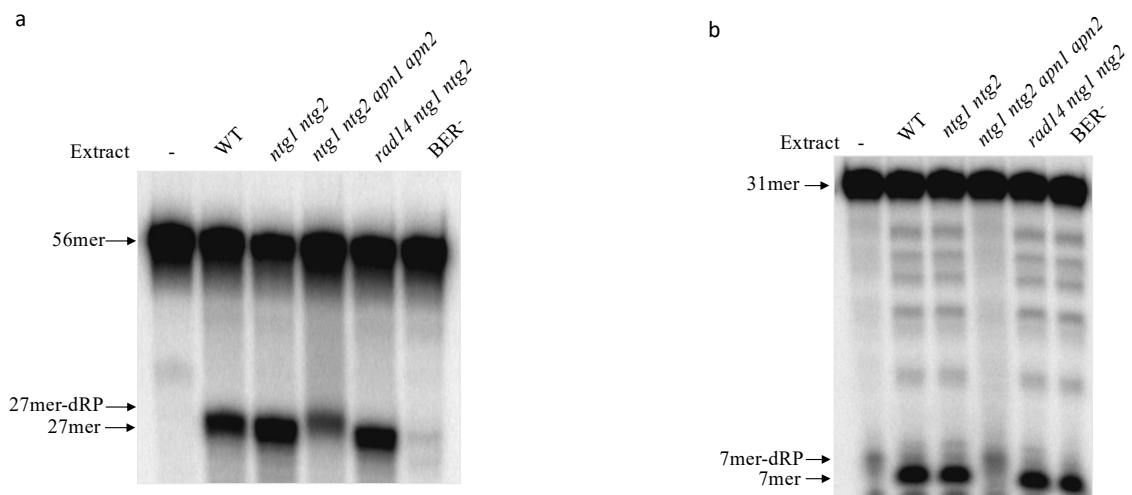 a
Extract - WT ntg1 ntg2 ntg1 ntg2 apn1 apn2 rad14 ntg1 ntg2 BER-
56mer
27mer-dRP
27mer
b
Extract - WT ntg1 ntg2 ntg1 ntg2 apn1 apn2 rad14 ntg1 ntg2 BER-
31mer
7mer-dRP
7mer